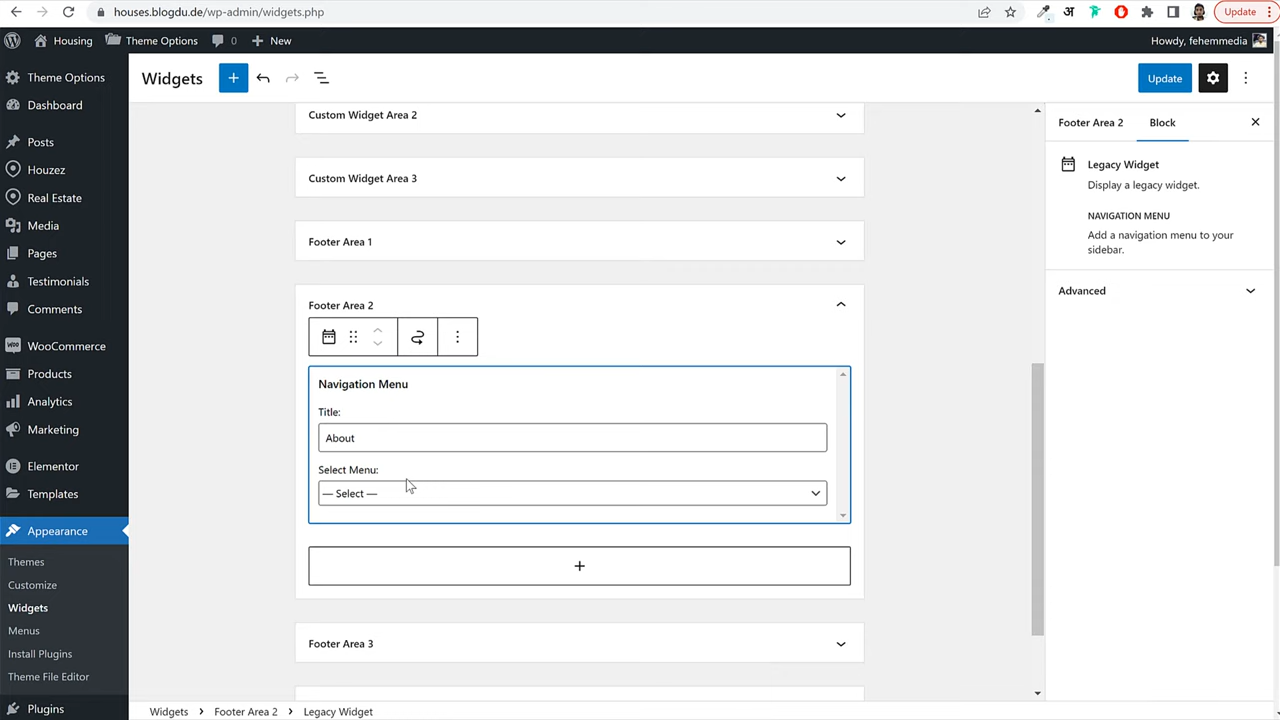 houses.blogdu.de/wp-admin/widgets.php
अ
Update
Housing
Theme Options
0
New
Howdy, fehemmedia
Theme Options
Dashboard
Posts
Houzez
Real Estate
Media
Pages
Testimonials
Comments
WooCommerce
Products
Analytics
Marketing
Elementor
Templates
Appearance
Themes
Customize
Widgets
Menus
Install Plugins
Theme File Editor
Plugins
Widgets
Update
Custom Widget Area 2
Custom Widget Area 3
Footer Area 1
Footer Area 2
Navigation Menu
Title:
About
Select Menu:
— Select —
Footer Area 3
Footer Area 2
Block
Legacy Widget
Display a legacy widget.
NAVIGATION MENU
Add a navigation menu to your
sidebar.
Advanced
Widgets
Footer Area 2
Legacy Widget